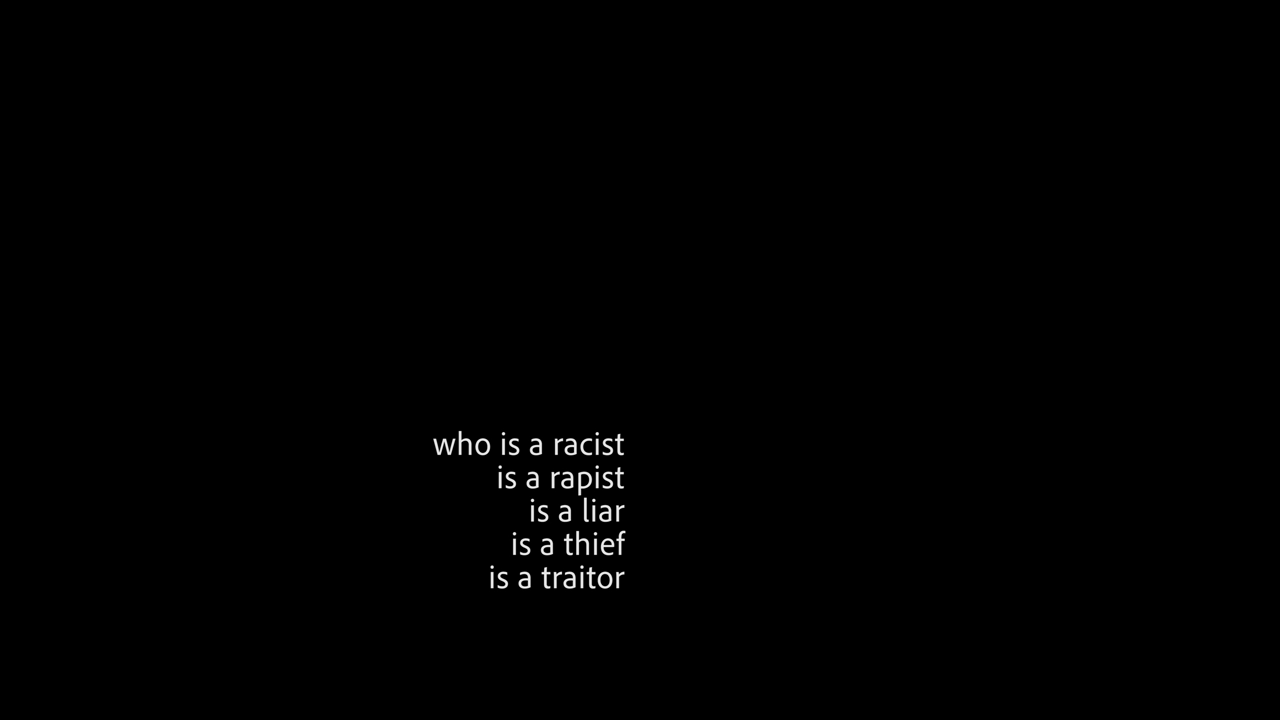 who is a racist
is a rapist
is a liar
is a thief
is a traitor